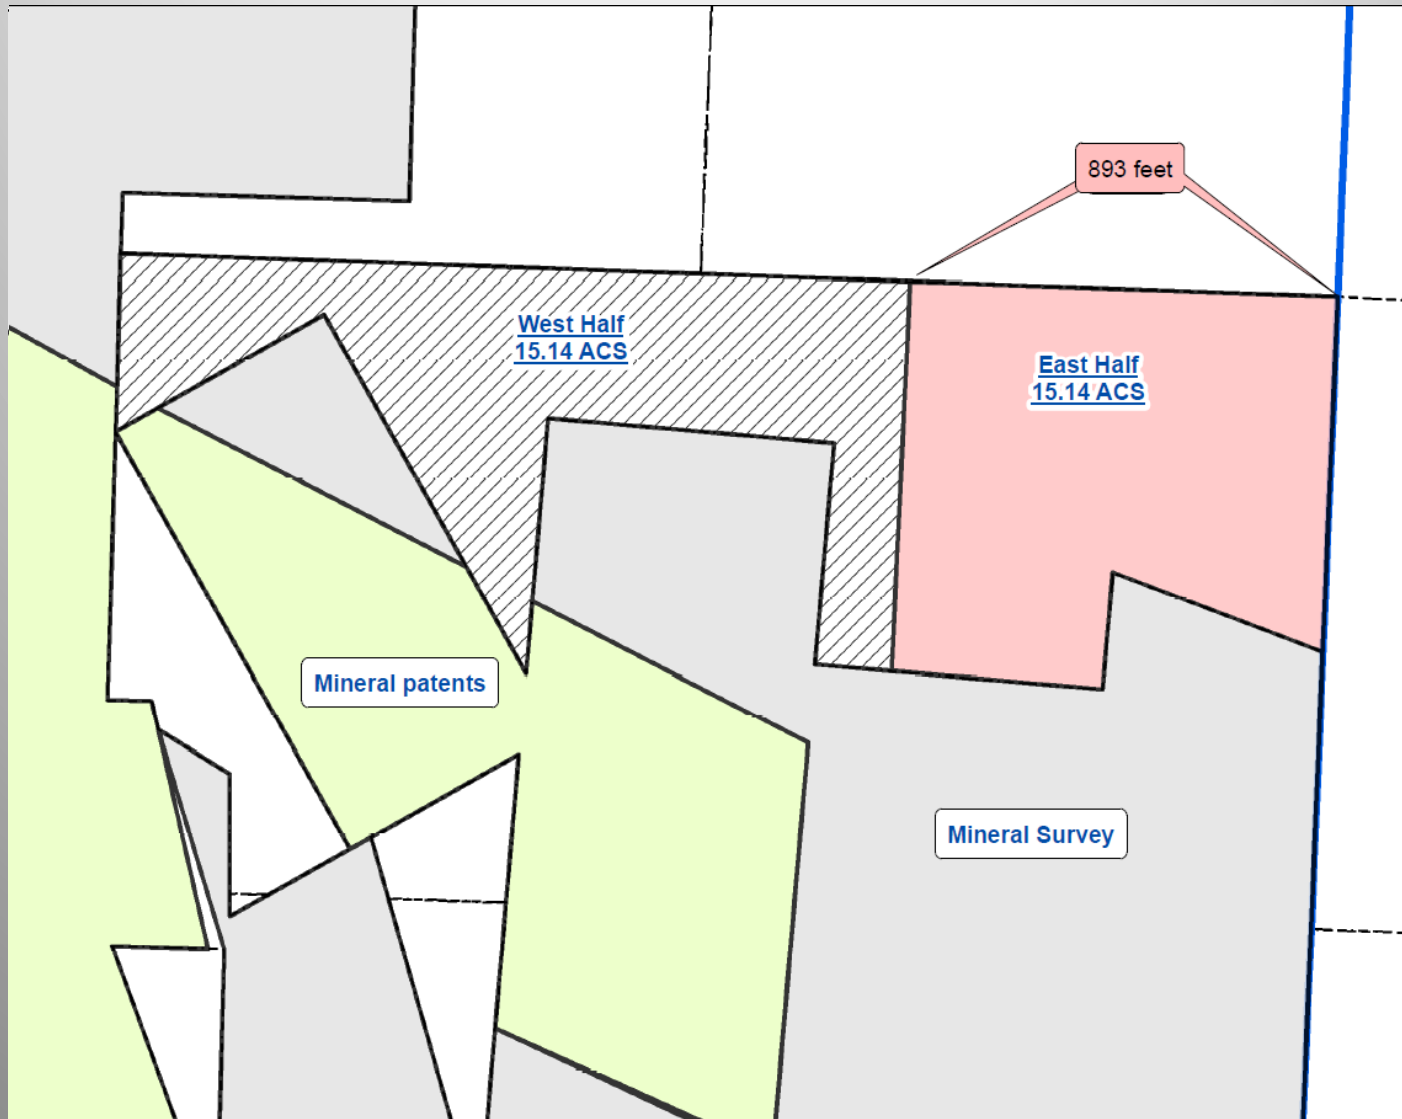 893 feet
West Half
15.14 ACS
East Half
15.14 ACS
Mineral patents
Mineral Survey